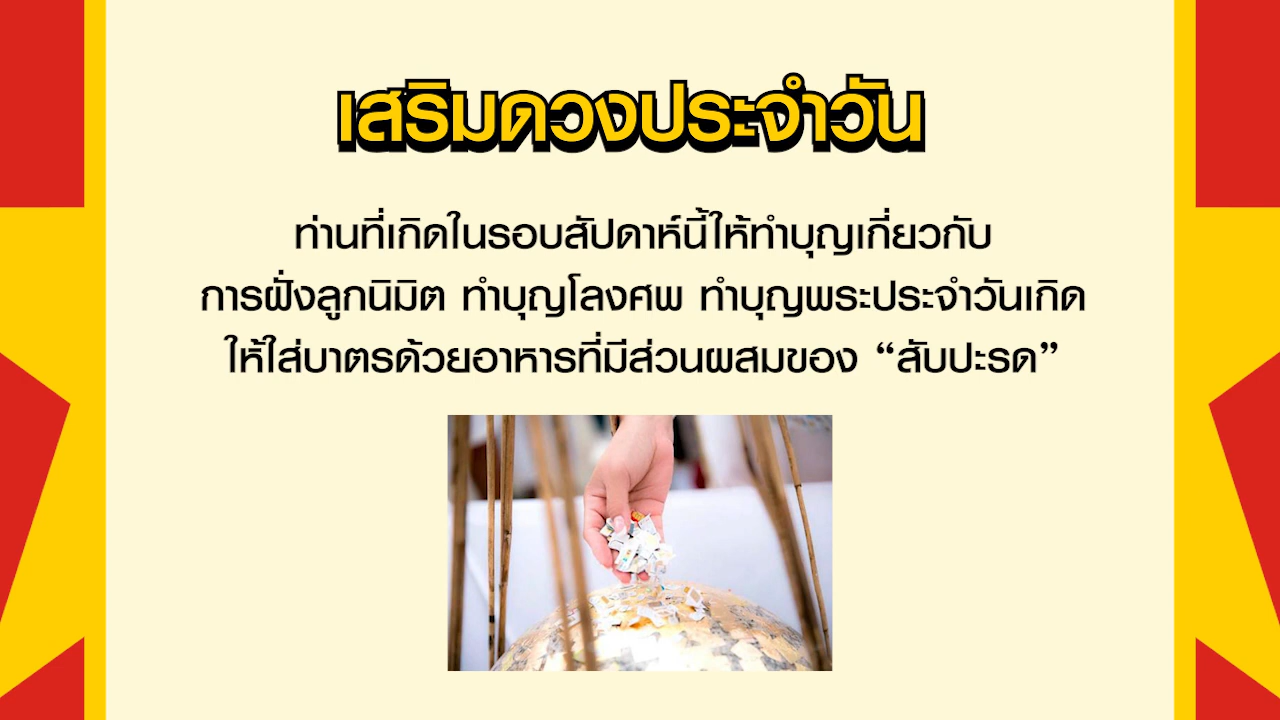 เสริมดวงประจำวัน
ท่านที่เกิดในรอบสัปดาห์นี้ให้ทำบุญเกี่ยวกับ
การฝั่งลูกนิมิต ทำบุญโลงศพ ทำบุญพระประจำวันเกิด
ให้ใส่บาตรด้วยอาหารที่มีส่วนผสมของ “สับปะรด”